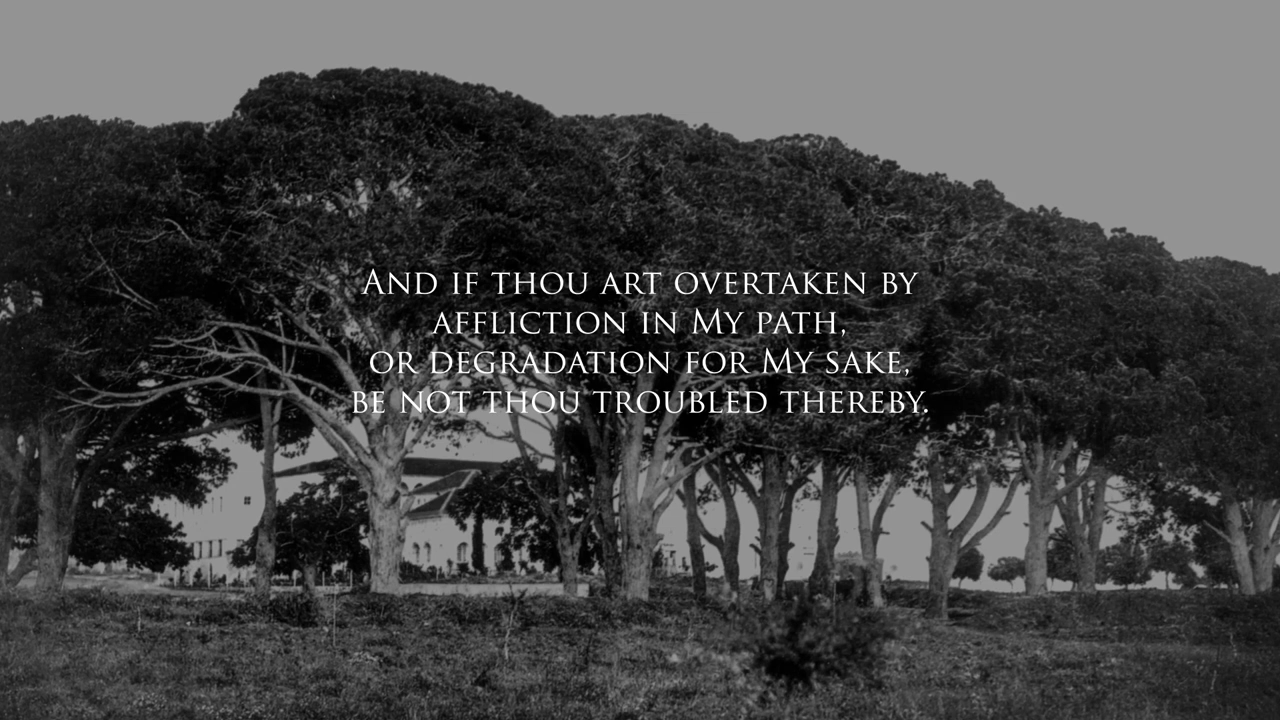 And if thou art overtaken by
affliction in My path,
or degradation for My sake,
be not thou troubled thereby.